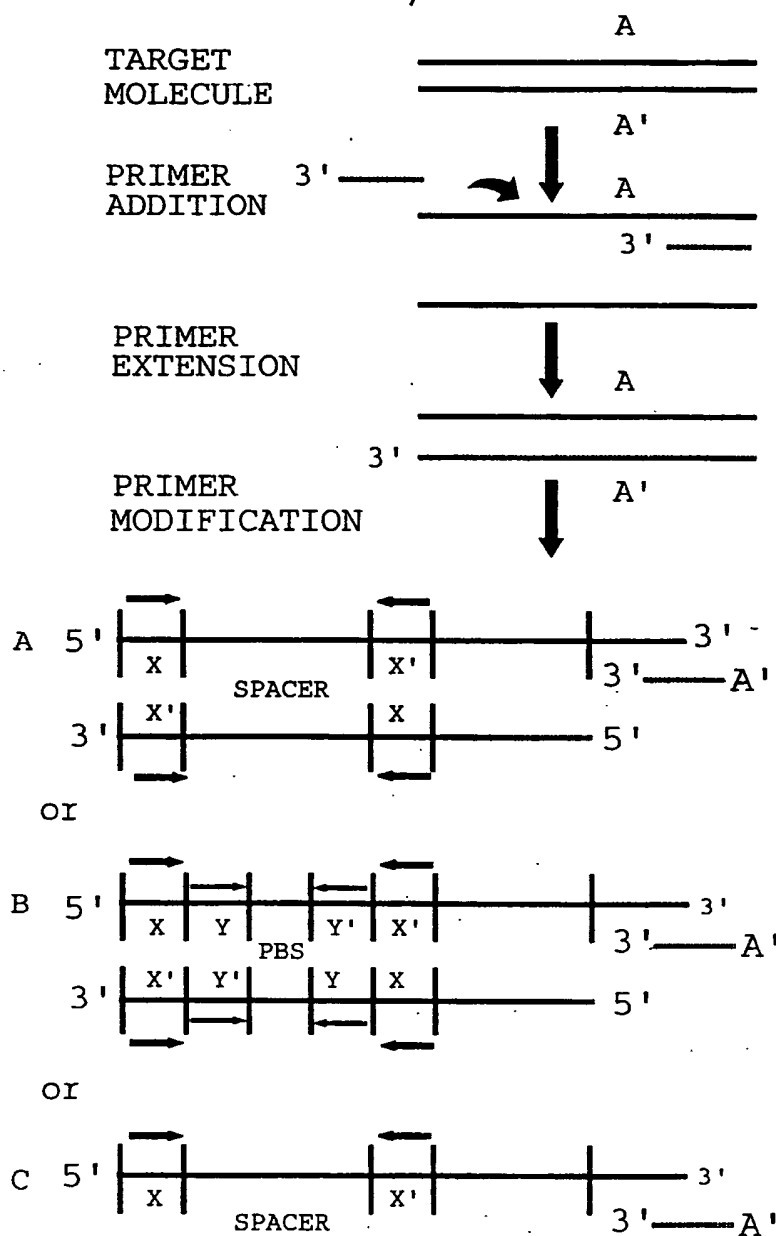 A
TARGET
MOLECULE
A'
PRIMER
ADDITION
3'
A
3'
PRIMER
EXTENSION
A
3'
A'
PRIMER
MODIFICATION
A 5' 3'
X X'
3' A'
SPACER
X' X
3' 5'
or
B 5' 3'
X Y Y' X'
3' A'
PBS
X' Y' Y X
3' 5'
or
C 5' 3'
X X'
3' A'
SPACER